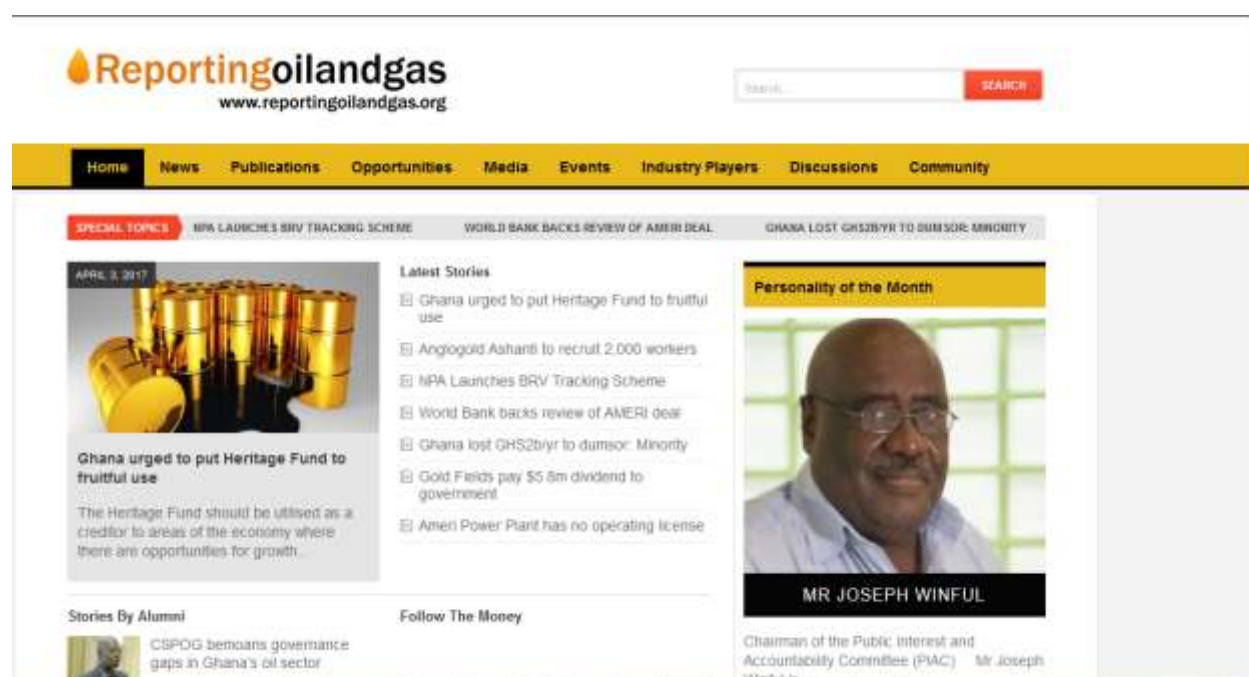 Reportingoilandgas
www.reportingoilandgas.org
Search...
SEARCH
Home News Publications Opportunities Media Events Industry Players Discussions Community
SPECIAL TOPICS
NPA LAUNCHES BRV TRACKING SCHEME
WORLD BANK BACKS REVIEW OF AMERI DEAL
GHANA LOST GHS2B/YR TO DUMSOR: MINORITY
APRIL 3, 2017
Ghana urged to put Heritage Fund to
fruitful use
The Heritage Fund should be utilised as a
creditor to areas of the economy where
there are opportunities for growth...
Latest Stories
Ghana urged to put Heritage Fund to fruitful
use
Anglogold Ashanti to recruit 2,000 workers
NPA Launches BRV Tracking Scheme
World Bank backs review of AMERI deal
Ghana lost GHS2b/yr to dumsor: Minority
Gold Fields pay $5.8m dividend to
government
Ameri Power Plant has no operating license
Personality of the Month
MR JOSEPH WINFUL
Chairman of the Public Interest and
Accountability Committee (PIAC) Mr Joseph
Stories By Alumni
CSPOG bemoans governance
gaps in Ghana's oil sector
Follow The Money